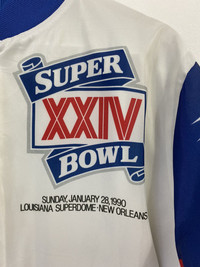 SUPER
XXIV
BOWL
SUNDAY, JANUARY 28, 1990
LOUISIANA SUPERDOME · NEW ORLEANS